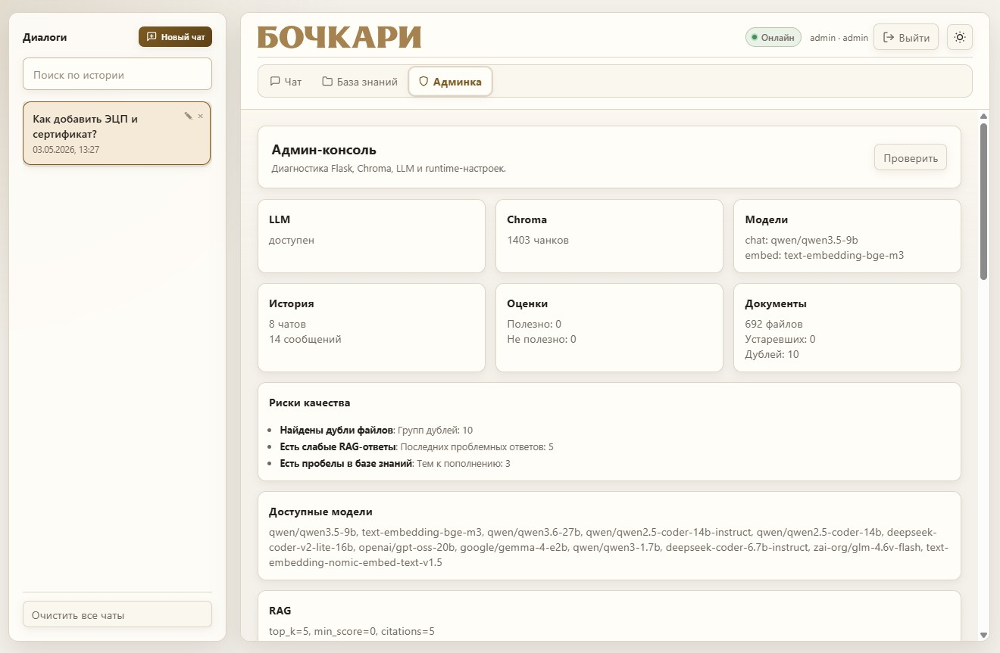 Диалоги
Новый чат
Поиск по истории
Как добавить ЭЦП и
сертификат?
03.05.2026, 13:27
Очистить все чаты
БОЧКАРИ
Онлайн
admin · admin
Выйти
Чат
База знаний
Админка
Админ-консоль
Диагностика Flask, Chroma, LLM и runtime-настроек.
Проверить
LLM
доступен
Chroma
1403 чанков
Модели
chat: qwen/qwen3.5-9b
embed: text-embedding-bge-m3
История
8 чатов
14 сообщений
Оценки
Полезно: 0
Не полезно: 0
Документы
692 файлов
Устаревших: 0
Дублей: 10
Риски качества
Найдены дубли файлов: Групп дублей: 10
Есть слабые RAG-ответы: Последних проблемных ответов: 5
Есть пробелы в базе знаний: Тем к пополнению: 3
Доступные модели
qwen/qwen3.5-9b, text-embedding-bge-m3, qwen/qwen3.6-27b, qwen/qwen2.5-coder-14b-instruct, qwen/qwen2.5-coder-14b, deepseek-
coder-v2-lite-16b, openai/gpt-oss-20b, google/gemma-4-e2b, qwen/qwen3-1.7b, deepseek-coder-6.7b-instruct, zai-org/glm-4.6v-flash, text-
embedding-nomic-embed-text-v1.5
RAG
top_k=5, min_score=0, citations=5